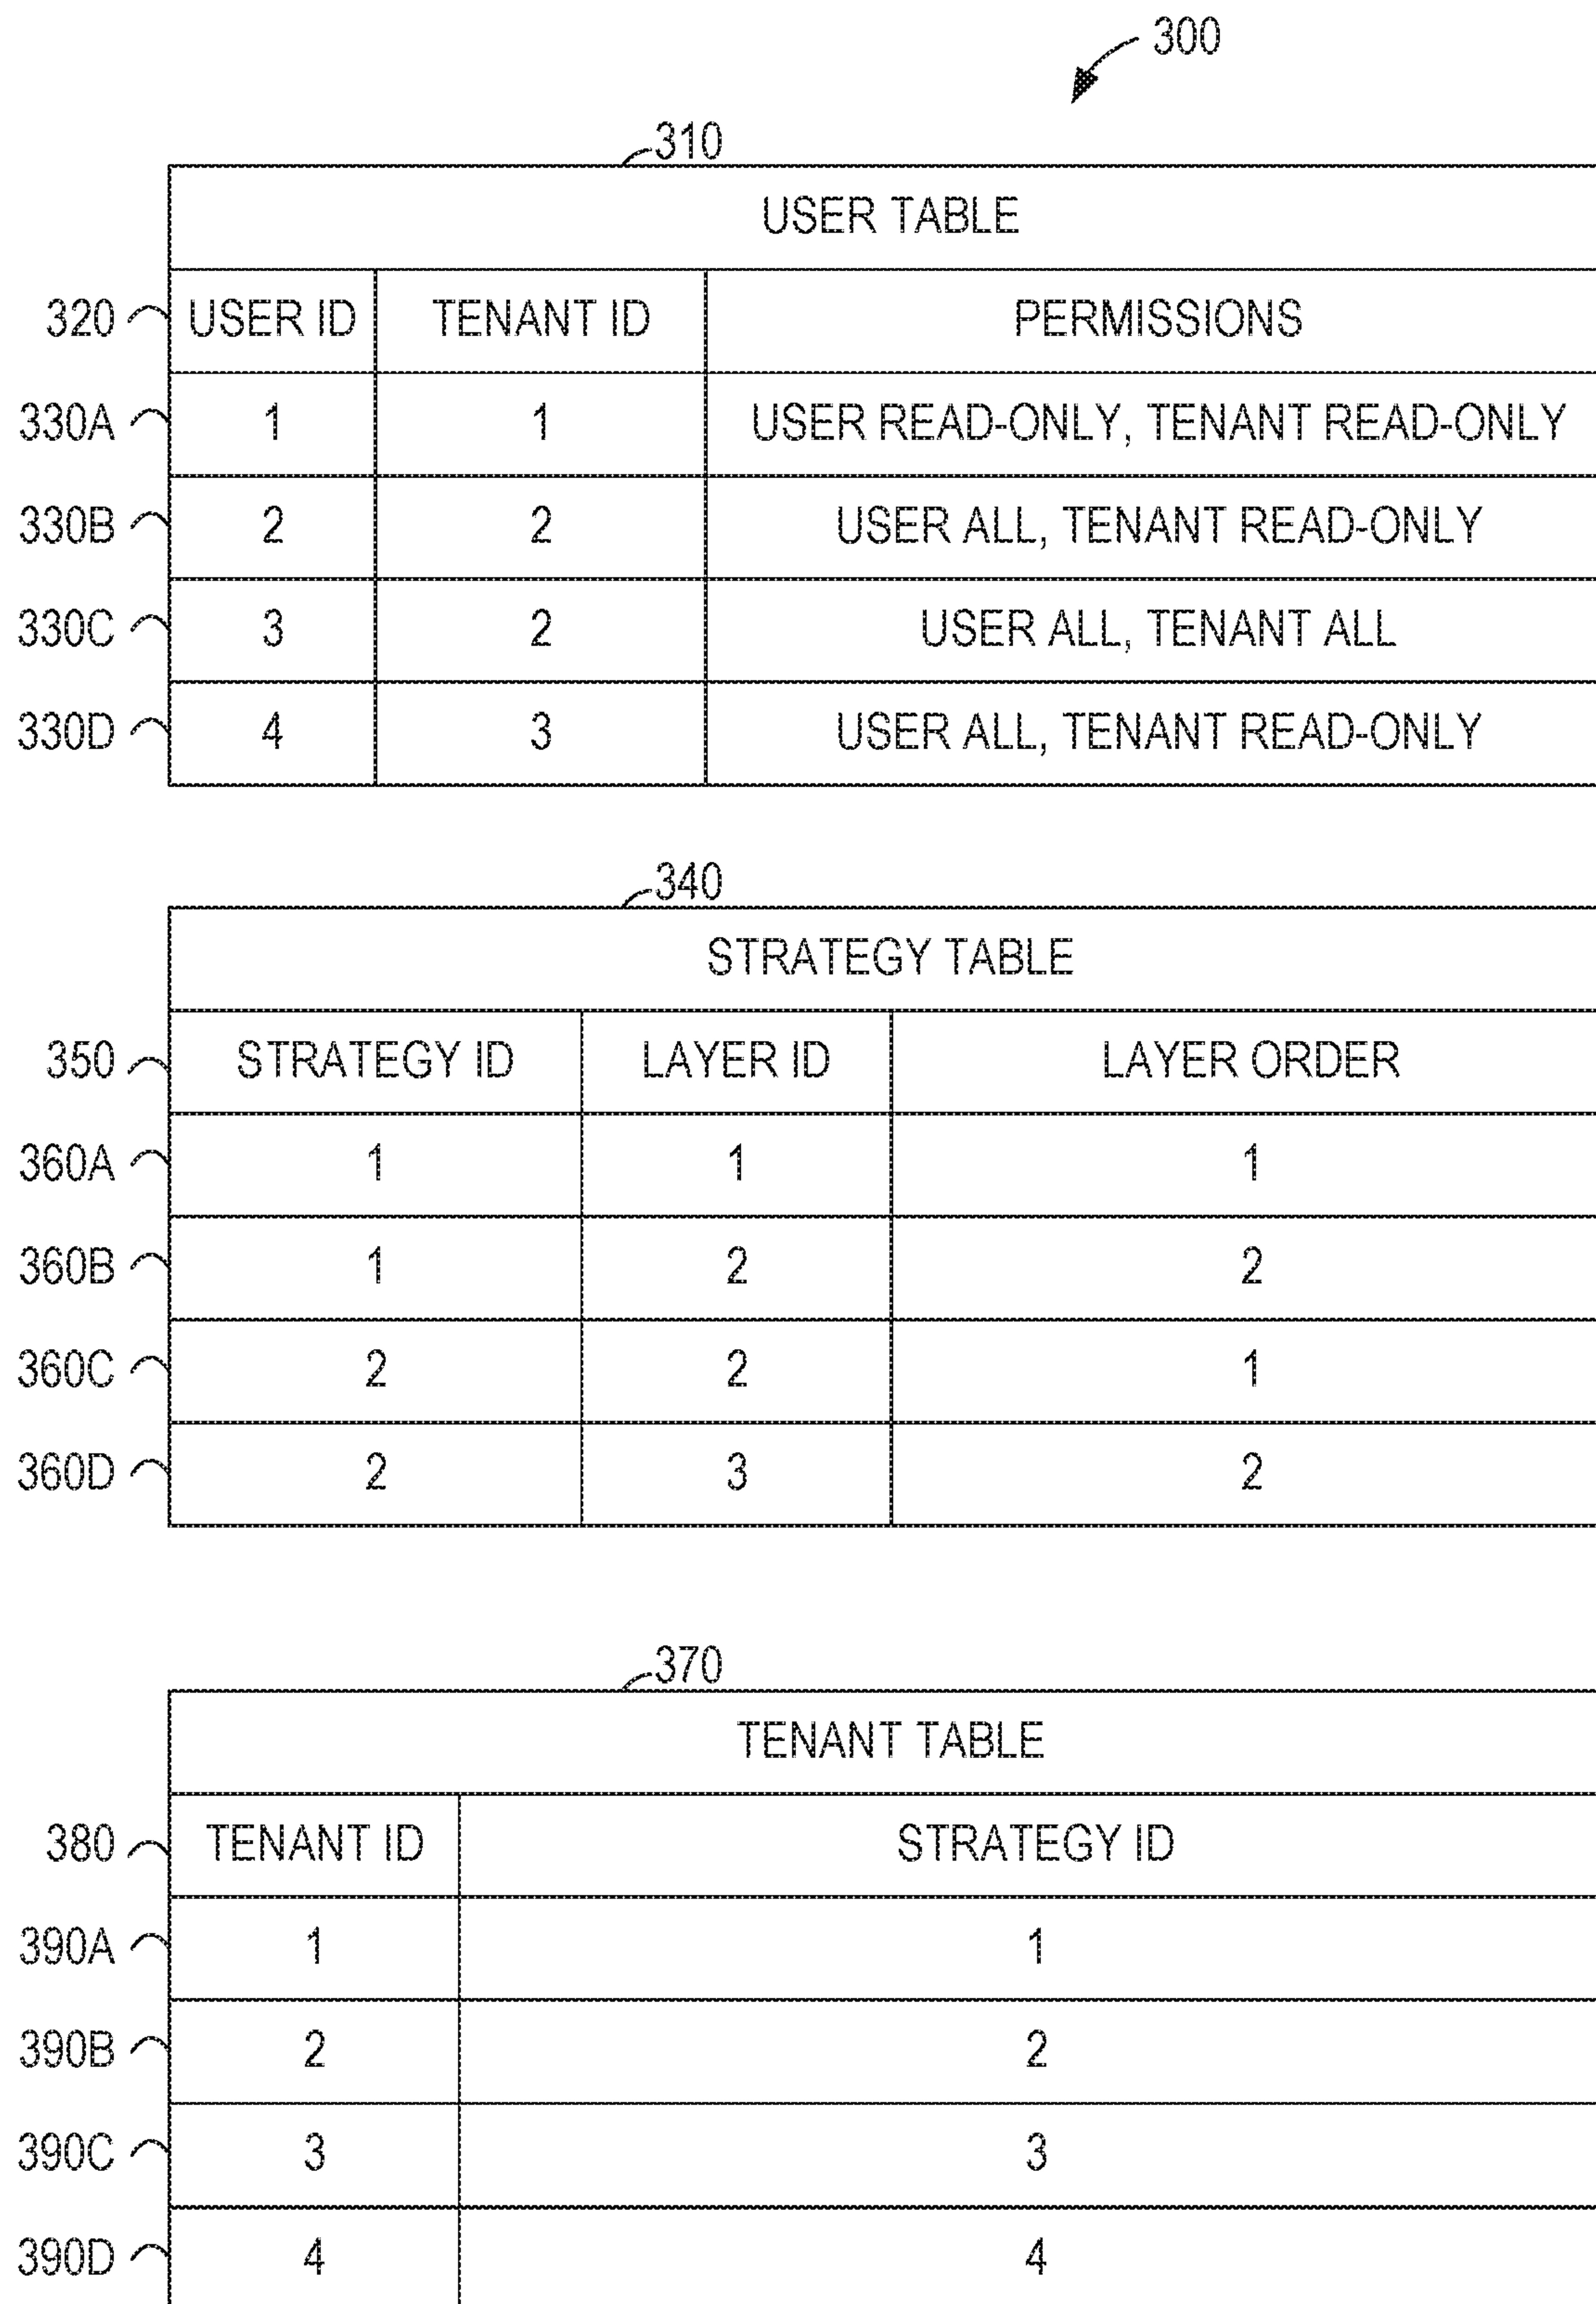 300
310
USER TABLE
320 USER ID TENANT ID PERMISSIONS
330A 1 1 USER READ-ONLY, TENANT READ-ONLY
330B 2 2 USER ALL, TENANT READ-ONLY
330C 3 2 USER ALL, TENANT ALL
330D 4 3 USER ALL, TENANT READ-ONLY
340
STRATEGY TABLE
350 STRATEGY ID LAYER ID LAYER ORDER
360A 1 1 1
360B 1 2 2
360C 2 2 1
360D 2 3 2
370
TENANT TABLE
380 TENANT ID STRATEGY ID
390A 1 1
390B 2 2
390C 3 3
390D 4 4